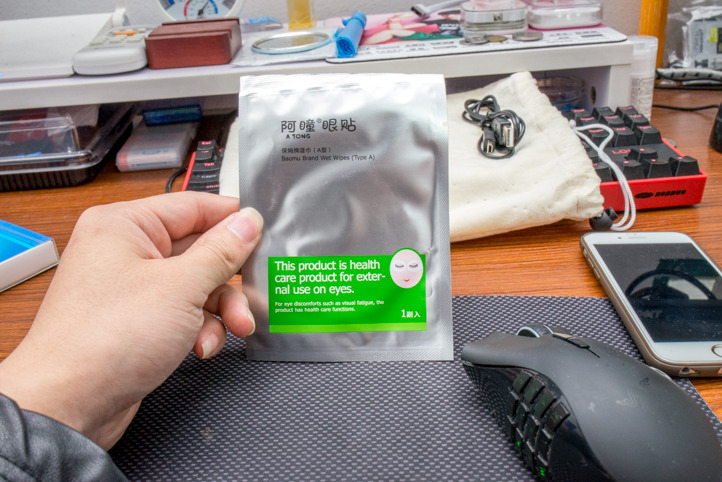 阿瞳®眼贴
A TONG
保姆牌湿巾（A型）
Baomu Brand Wet Wipes (Type A)
This product is health
care product for exter-
nal use on eyes.
For eye discomforts such as visual fatigue, the
product has health care functions.
1副入